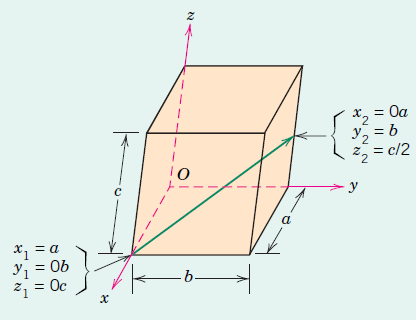 z
x₂ = 0a
y₂ = b
z₂ = c/2
O
y
c
a
x₁ = a
y₁ = 0b
z₁ = 0c
b
x